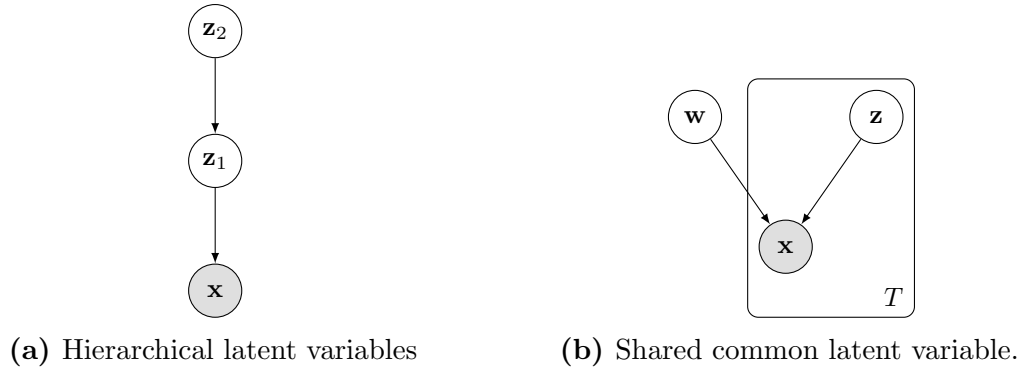 z₂
z₁
x
(a) Hierarchical latent variables
w
z
x
T
(b) Shared common latent variable.